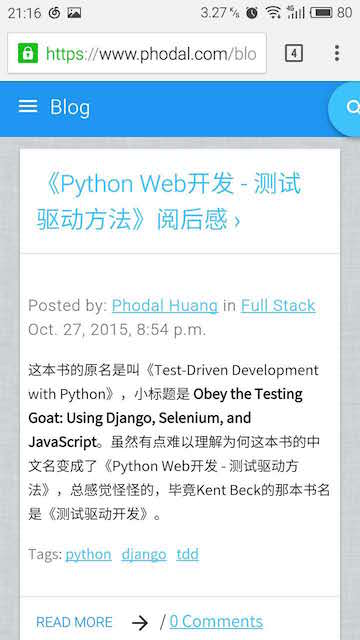 21:16 3.27 K/s 4G 80
https://www.phodal.com/blo 4
Blog
《Python Web开发 - 测试
驱动方法》阅后感 ›
Posted by: Phodal Huang in Full Stack
Oct. 27, 2015, 8:54 p.m.
这本书的原名是叫《Test-Driven Development
with Python》，小标题是 Obey the Testing
Goat: Using Django, Selenium, and
JavaScript。虽然有点难以理解为何这本书的中
文名变成了《Python Web开发 - 测试驱动方
法》，总感觉怪怪的，毕竟Kent Beck的那本书名
是《测试驱动开发》。
Tags: python django tdd
READ MORE → / 0 Comments